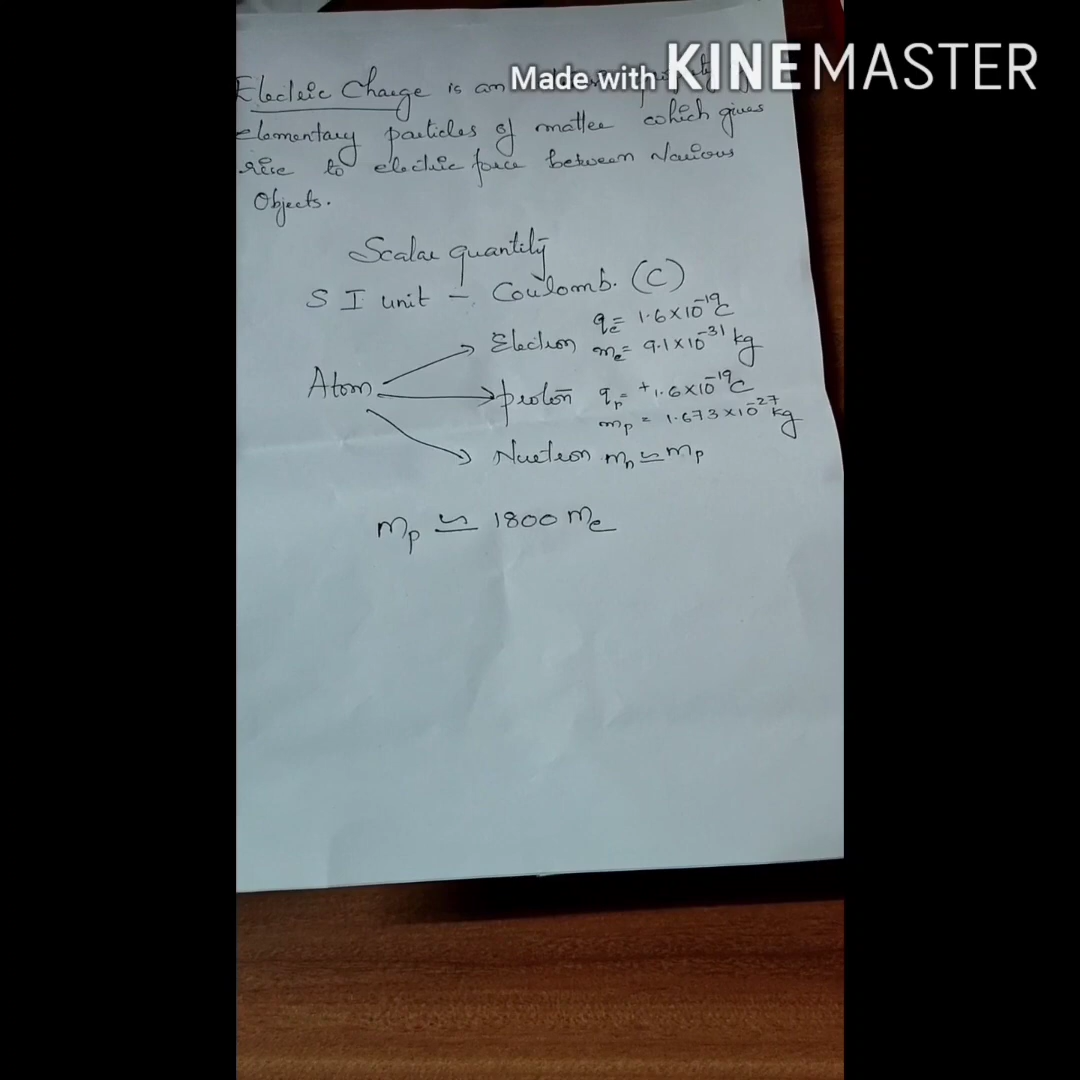 Made with KINEMASTER
Electric Charge is an
elementary particles of matter which gives
rise to electric force between various
Objects.
Scalar quantity
S I unit – Coulomb. (C)
Electron qe = 1.6×10⁻¹⁹C
me = 9.1×10⁻³¹ kg
Atom
proton qp = +1.6×10⁻¹⁹C
mp = 1.673×10⁻²⁷ kg
Nuetron mn ≃ mp
mp ≃ 1800 me